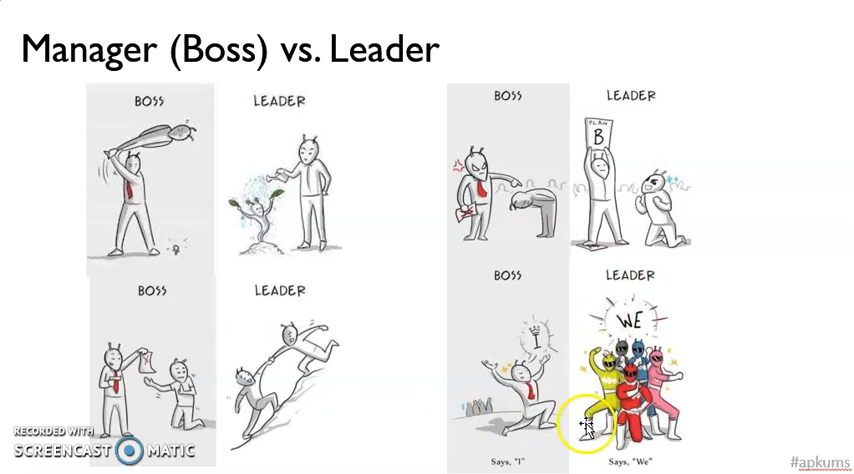 Manager (Boss) vs. Leader
BOSS
LEADER
BOSS
LEADER
PLAN
B
BOSS
LEADER
BOSS
LEADER
X
I
WE
Says, "I"
Says, "We"
RECORDED WITH
SCREENCAST MATIC
#apkums